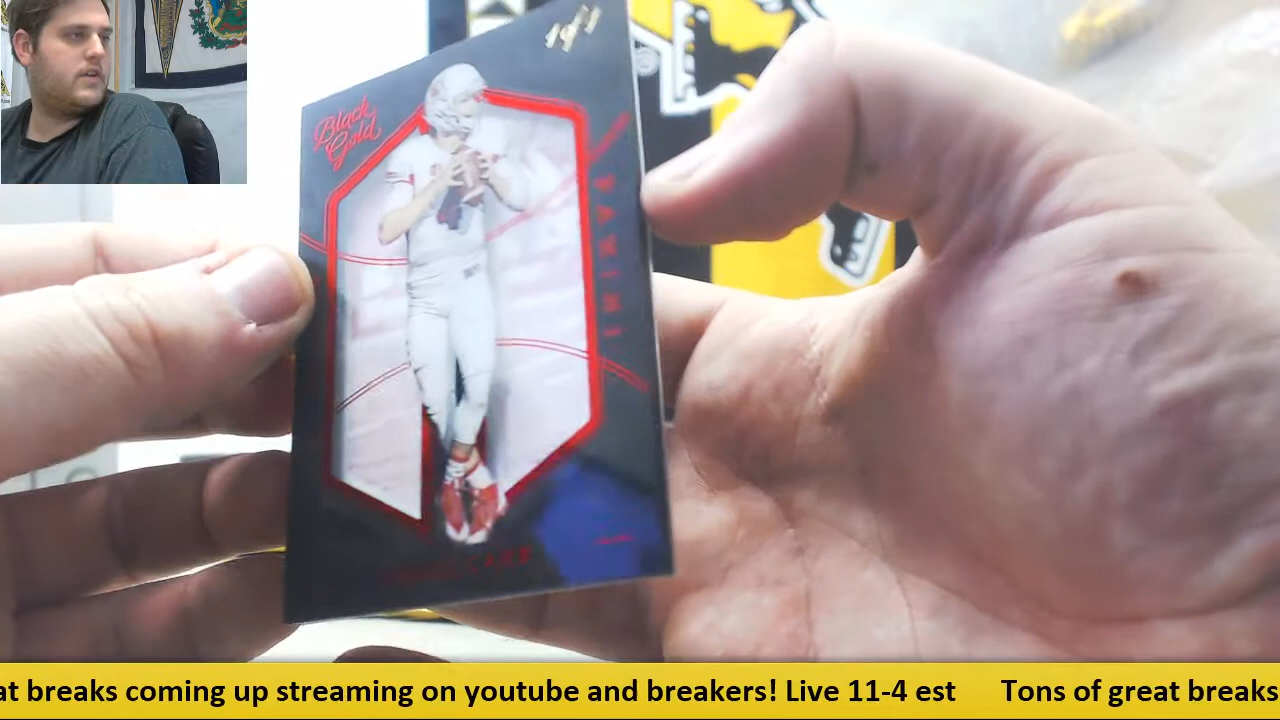 Black
Gold
PANINI
at breaks coming up streaming on youtube and breakers! Live 11-4 est Tons of great breaks